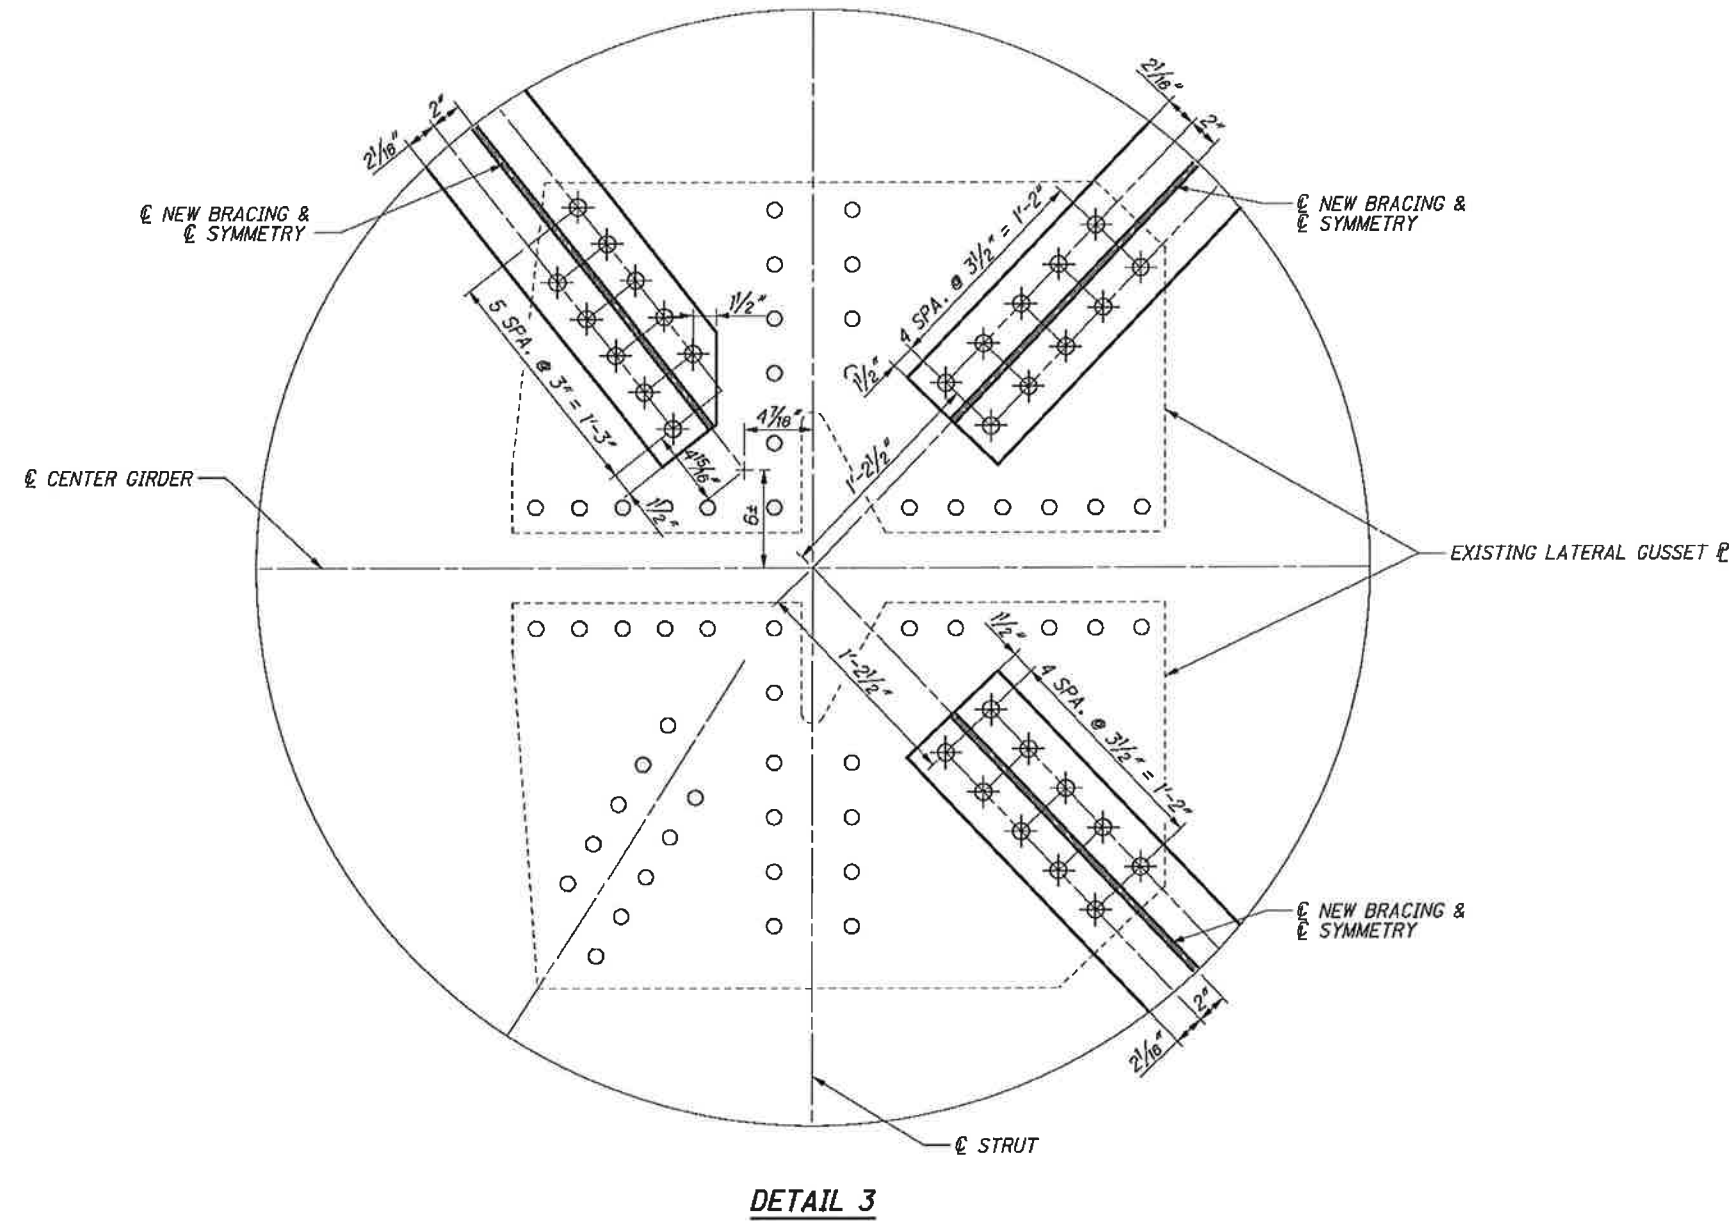 2 1/16"
2"
2 1/16"
2"
℄ NEW BRACING &
℄ SYMMETRY
℄ NEW BRACING &
℄ SYMMETRY
4 SPA. @ 3 1/2" = 1'-2"
1 1/2"
1 1/2"
5 SPA. @ 3" = 1'-3"
4 7/16"
4 15/16"
1'-2 1/2"
1 1/2"
6±
℄ CENTER GIRDER
EXISTING LATERAL GUSSET ℙ
1 1/2"
1'-2 1/2"
4 SPA. @ 3 1/2" = 1'-2"
℄ NEW BRACING &
℄ SYMMETRY
2"
2 1/16"
℄ STRUT
DETAIL 3